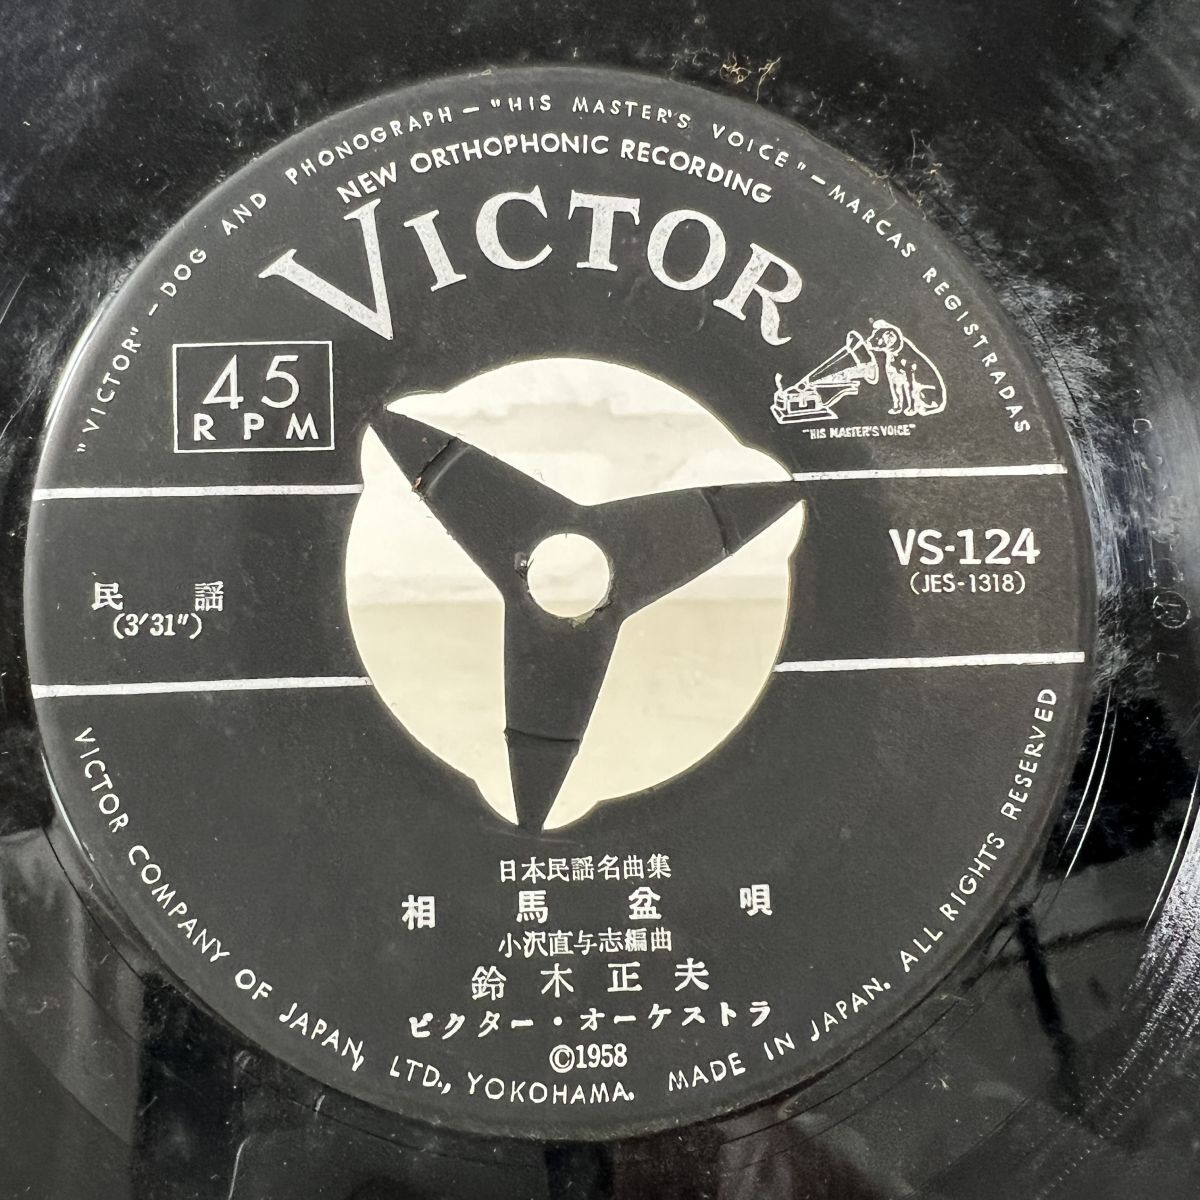 "VICTOR" – DOG AND PHONOGRAPH – "HIS MASTER'S VOICE" – MARCAS REGISTRADAS
NEW ORTHOPHONIC RECORDING
VICTOR
45
RPM
"HIS MASTER'S VOICE"
VS-124
(JES-1318)
民謡
(3′31″)
日本民謡名曲集
相馬盆唄
小沢直与志編曲
鈴木正夫
ビクター・オーケストラ
©1958
VICTOR COMPANY OF JAPAN, LTD., YOKOHAMA. MADE IN JAPAN. ALL RIGHTS RESERVED